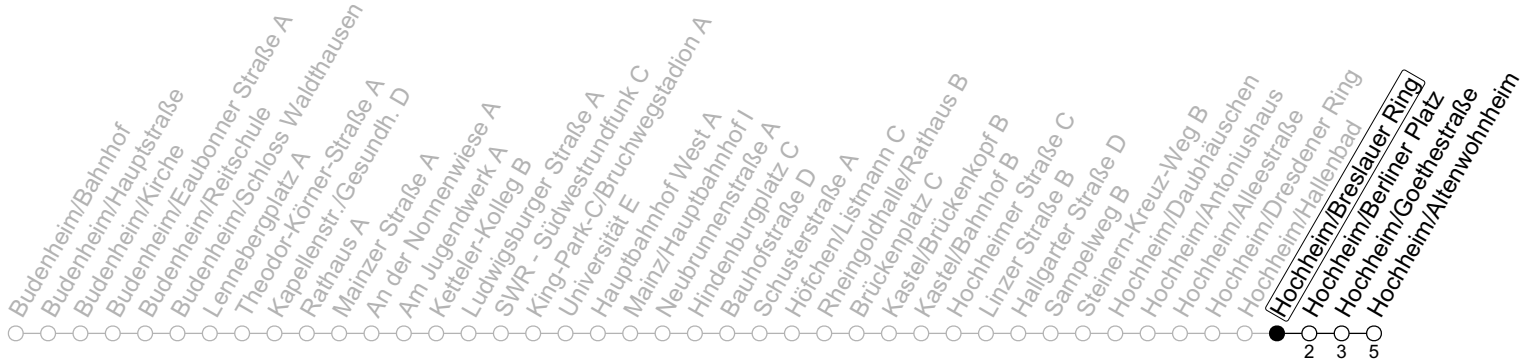 Budenheim/Bahnhof
Budenheim/Hauptstraße
Budenheim/Kirche
Budenheim/Eaubonner Straße A
Budenheim/Reitschule
Budenheim/Schloss Waldthausen
Lennebergplatz A
Theodor-Körner-Straße A
Kapellenstr./Gesundh. D
Rathaus A
Mainzer Straße A
An der Nonnenwiese A
Am Jugendwerk A
Ketteler-Kolleg B
Ludwigsburger Straße A
SWR - Südwestrundfunk C
King-Park-C/Bruchwegstadion A
Universität E
Hauptbahnhof West A
Mainz/Hauptbahnhof I
Neubrunnenstraße A
Hindenburgplatz C
Bauhofstraße D
Schusterstraße A
Höfchen/Listmann C
Rheingoldhalle/Rathaus B
Brückenplatz C
Kastel/Brückenkopf B
Kastel/Bahnhof B
Hochheimer Straße C
Linzer Straße B
Hallgarter Straße D
Sampelweg B
Steinern-Kreuz-Weg B
Hochheim/Daubhäuschen
Hochheim/Antoniushaus
Hochheim/Alleestraße
Hochheim/Dresdener Ring
Hochheim/Hallenbad
Hochheim/Breslauer Ring
Hochheim/Berliner Platz
Hochheim/Goethestraße
Hochheim/Altenwohnheim
2 3 5